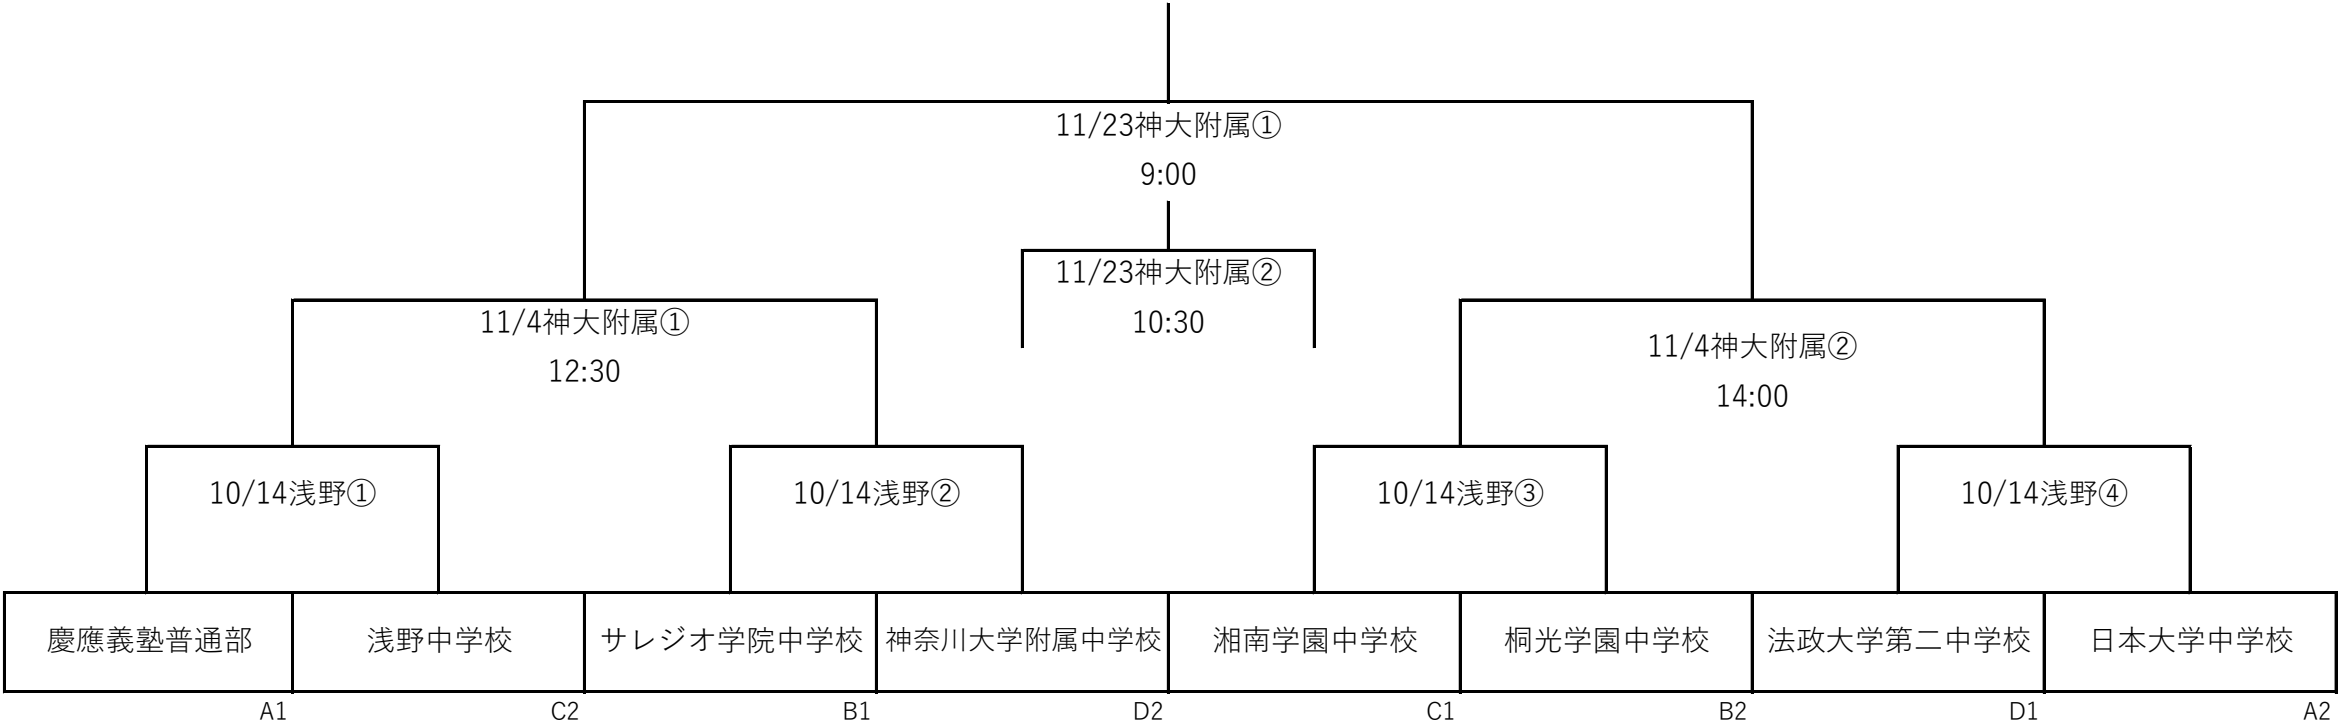 11/23神大附属①
9:00
11/23神大附属②
10:30
11/4神大附属①
12:30
11/4神大附属②
14:00
10/14浅野①
10/14浅野②
10/14浅野③
10/14浅野④
慶應義塾普通部
浅野中学校
サレジオ学院中学校
神奈川大学附属中学校
湘南学園中学校
桐光学園中学校
法政大学第二中学校
日本大学中学校
A1
C2
B1
D2
C1
B2
D1
A2